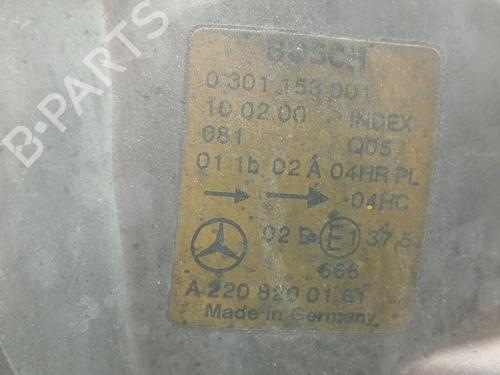 BOSCH
0 301 153 001
10 02 00 INDEX
681 Q05
01 1b 02 A 04HR PL
04HC
02 B E1 37,5
666
A 220 820 01 61
Made in Germany
B-PARTS